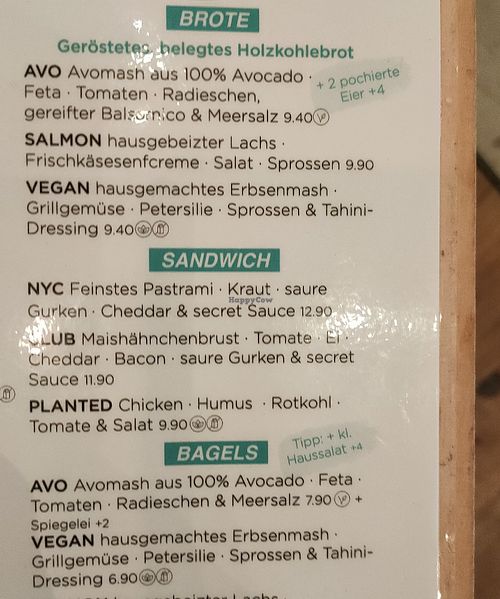 BROTE
Geröstetes, belegtes Holzkohlebrot
AVO Avomash aus 100% Avocado ·
Feta · Tomaten · Radieschen,
gereifter Balsamico & Meersalz 9.40
+ 2 pochierte
Eier +4
SALMON hausgebeizter Lachs ·
Frischkäsesenfcreme · Salat · Sprossen 9.90
VEGAN hausgemachtes Erbsenmash ·
Grillgemüse · Petersilie · Sprossen & Tahini-
Dressing 9.40
SANDWICH
NYC Feinstes Pastrami · Kraut · saure
Gurken · Cheddar & secret Sauce 12.90
HappyCow
CLUB Maishähnchenbrust · Tomate · Ei ·
Cheddar · Bacon · saure Gurken & secret
Sauce 11.90
PLANTED Chicken · Humus · Rotkohl ·
Tomate & Salat 9.90
BAGELS
Tipp: + kl.
Haussalat +4
AVO Avomash aus 100% Avocado · Feta ·
Tomaten · Radieschen & Meersalz 7.90 +
Spiegelei +2
VEGAN hausgemachtes Erbsenmash ·
Grillgemüse · Petersilie · Sprossen & Tahini-
Dressing 6.90